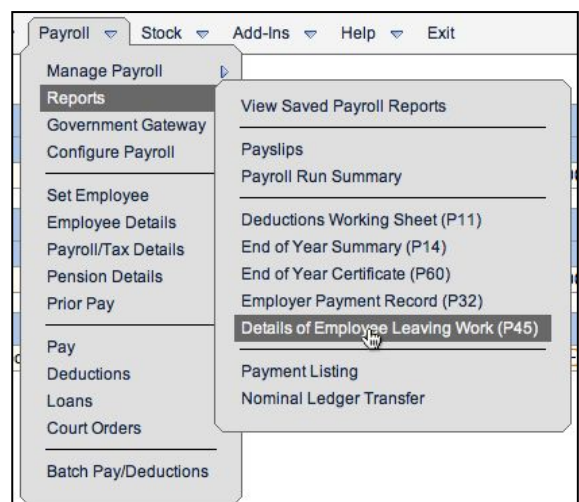 Payroll Stock Add-Ins Help Exit
Manage Payroll
Reports
Government Gateway
Configure Payroll
Set Employee
Employee Details
Payroll/Tax Details
Pension Details
Prior Pay
Pay
Deductions
Loans
Court Orders
Batch Pay/Deductions
View Saved Payroll Reports
Payslips
Payroll Run Summary
Deductions Working Sheet (P11)
End of Year Summary (P14)
End of Year Certificate (P60)
Employer Payment Record (P32)
Details of Employee Leaving Work (P45)
Payment Listing
Nominal Ledger Transfer